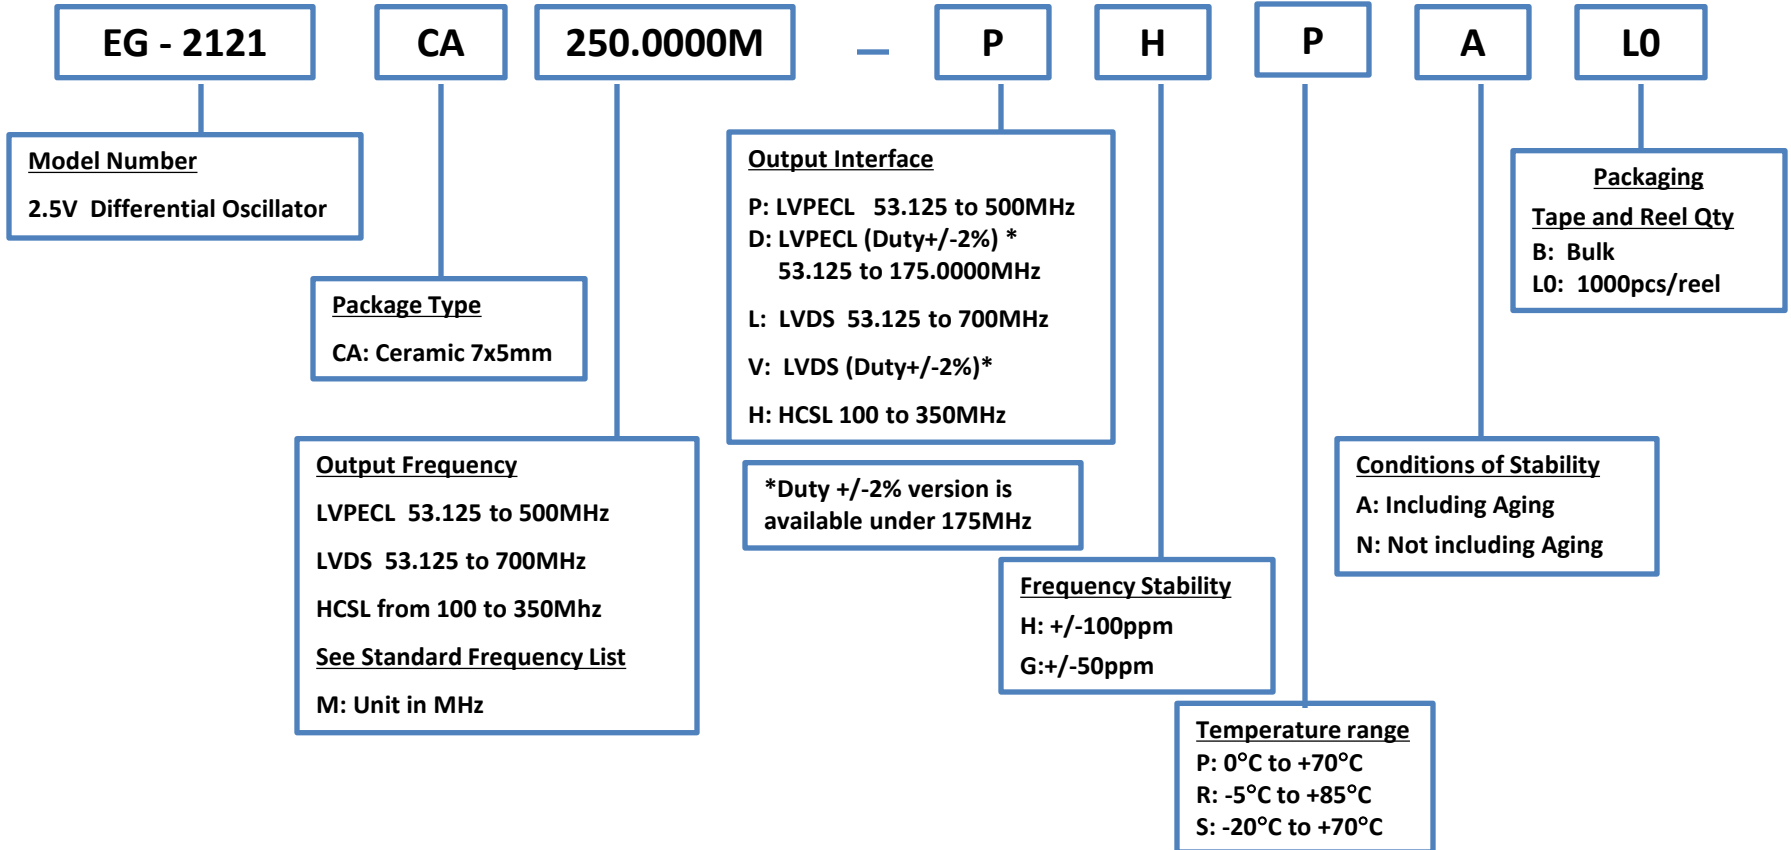 EG - 2121
CA
250.0000M
–
P
H
P
A
L0
Model Number
2.5V Differential Oscillator
Package Type
CA: Ceramic 7x5mm
Output Frequency
LVPECL 53.125 to 500MHz
LVDS 53.125 to 700MHz
HCSL from 100 to 350Mhz
See Standard Frequency List
M: Unit in MHz
Output Interface
P: LVPECL 53.125 to 500MHz
D: LVPECL (Duty+/-2%) *
53.125 to 175.0000MHz
L: LVDS 53.125 to 700MHz
V: LVDS (Duty+/-2%)*
H: HCSL 100 to 350MHz
*Duty +/-2% version is
available under 175MHz
Frequency Stability
H: +/-100ppm
G:+/-50ppm
Temperature range
P: 0°C to +70°C
R: -5°C to +85°C
S: -20°C to +70°C
Conditions of Stability
A: Including Aging
N: Not including Aging
Packaging
Tape and Reel Qty
B: Bulk
L0: 1000pcs/reel